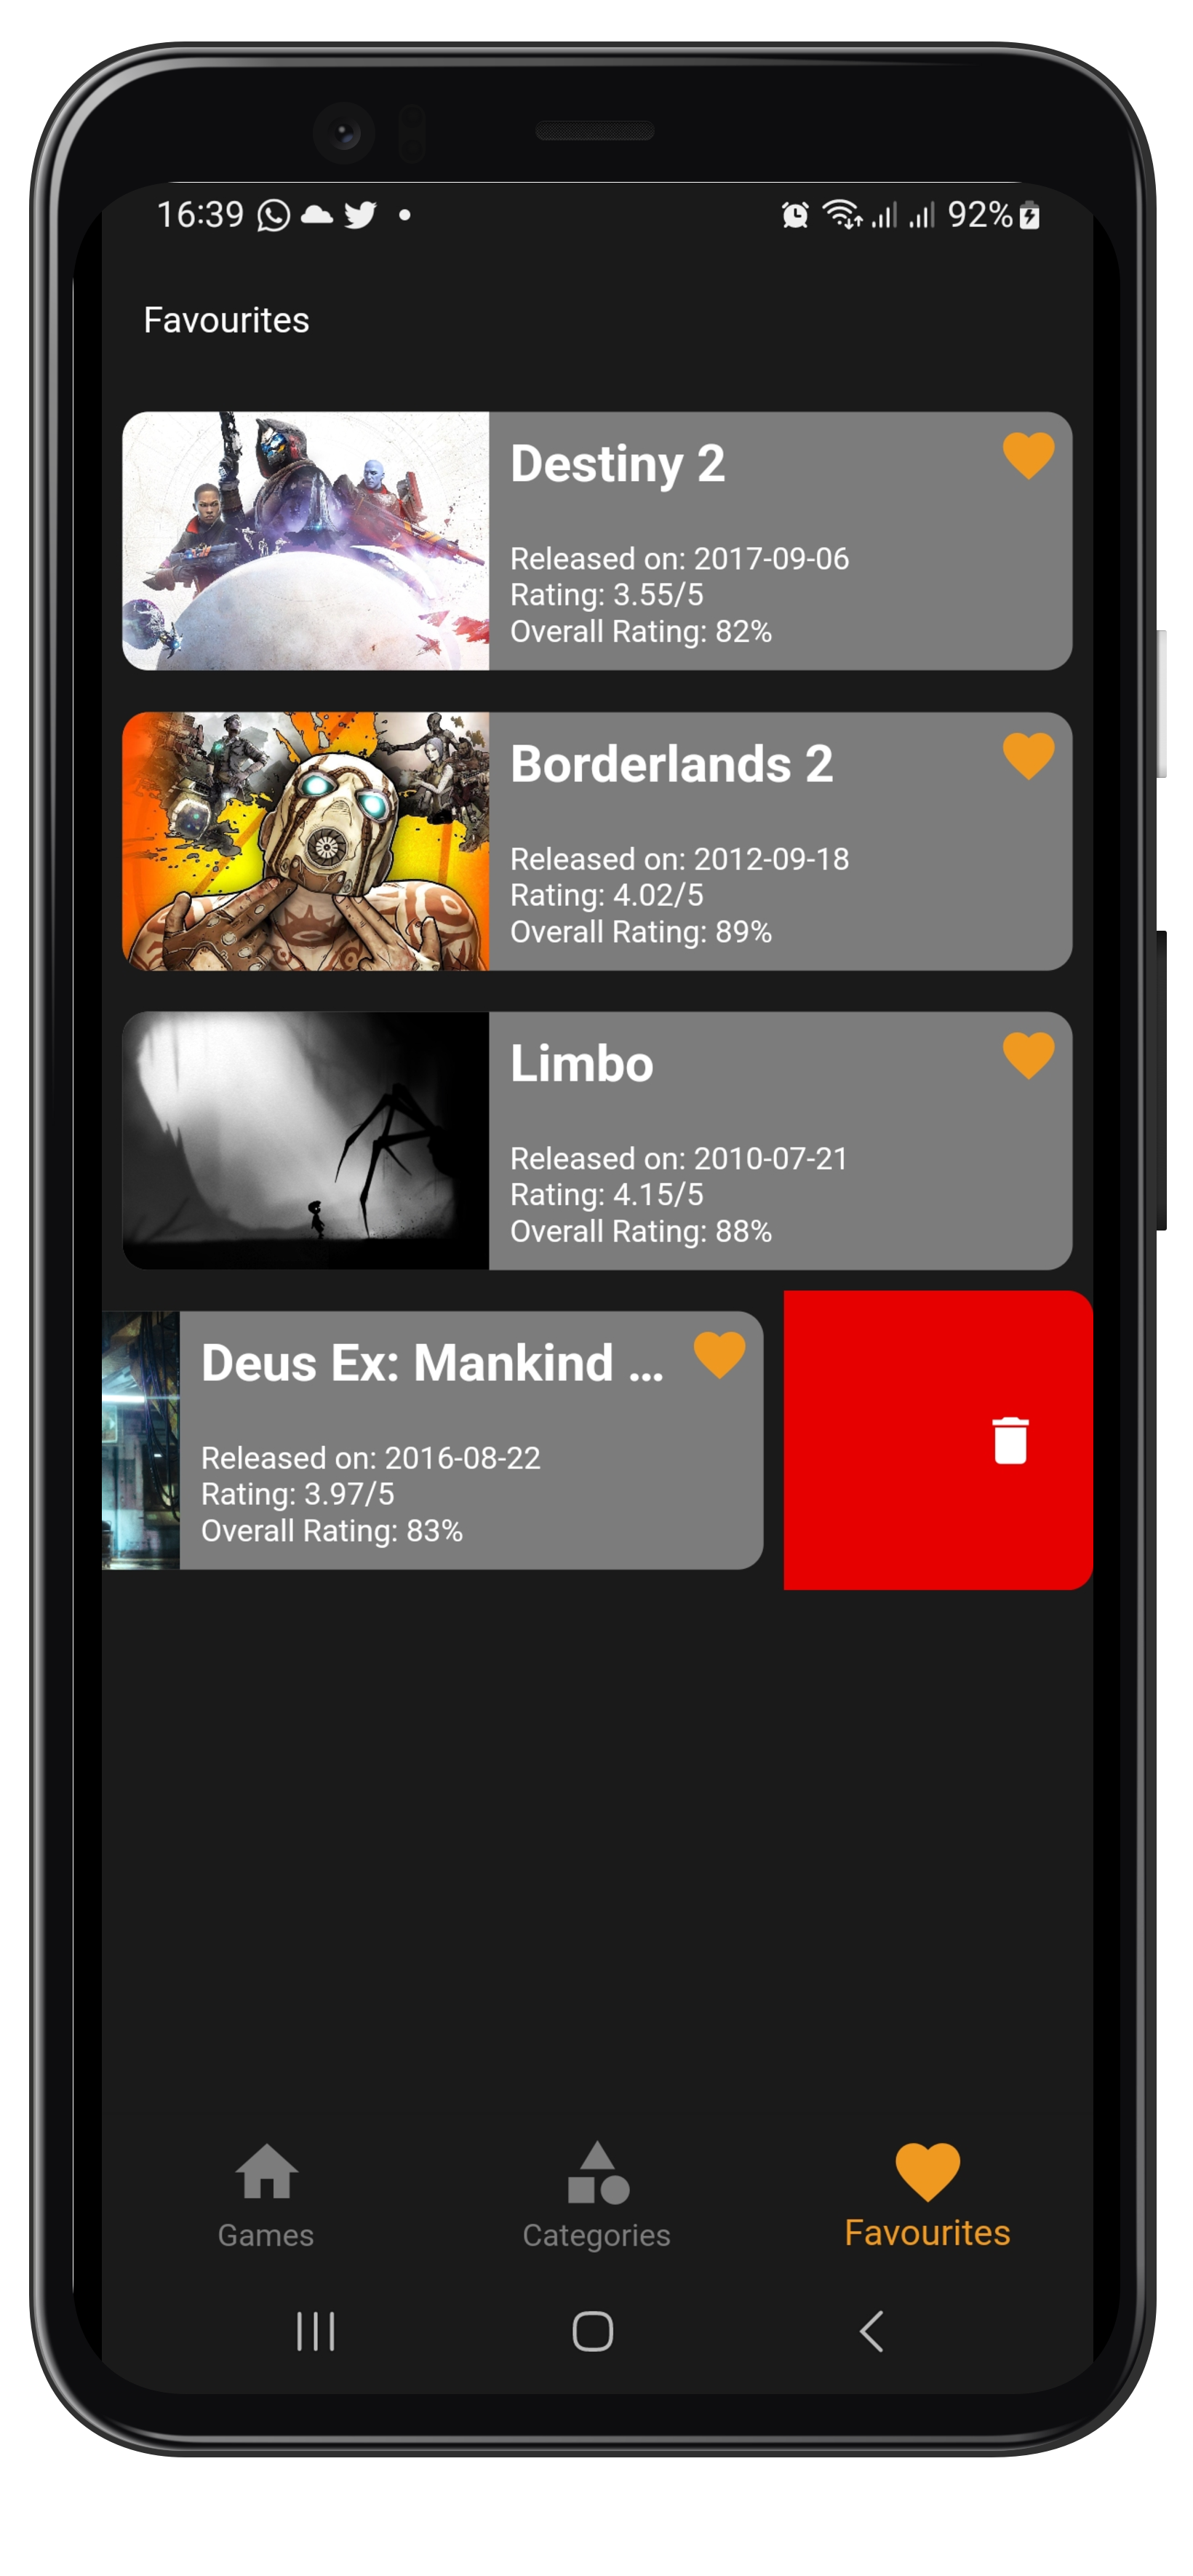 16:39
92%
Favourites
Destiny 2
Released on: 2017-09-06
Rating: 3.55/5
Overall Rating: 82%
Borderlands 2
Released on: 2012-09-18
Rating: 4.02/5
Overall Rating: 89%
Limbo
Released on: 2010-07-21
Rating: 4.15/5
Overall Rating: 88%
Deus Ex: Mankind ...
Released on: 2016-08-22
Rating: 3.97/5
Overall Rating: 83%
Games
Categories
Favourites